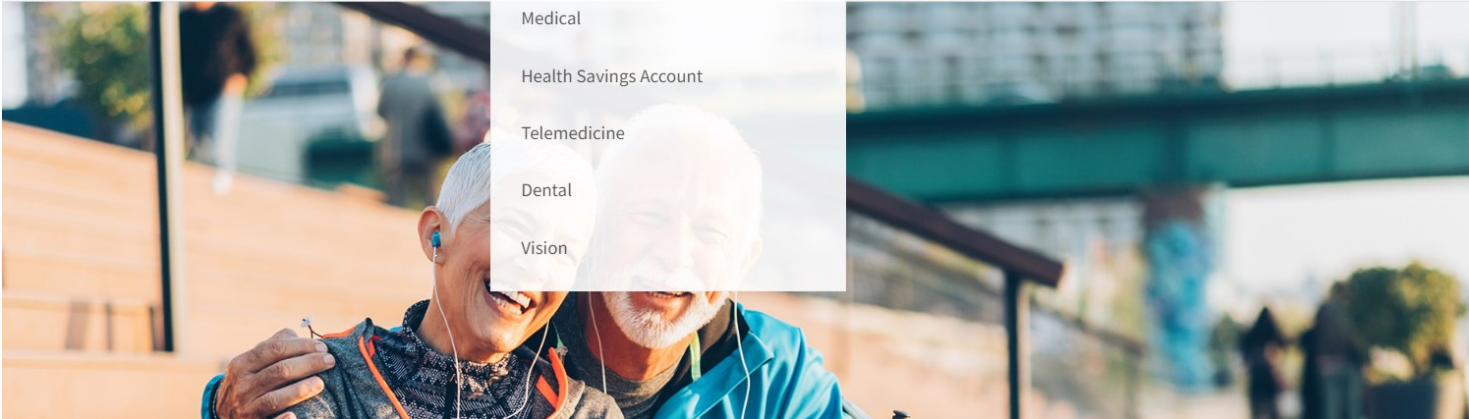 Medical
Health Savings Account
Telemedicine
Dental
Vision